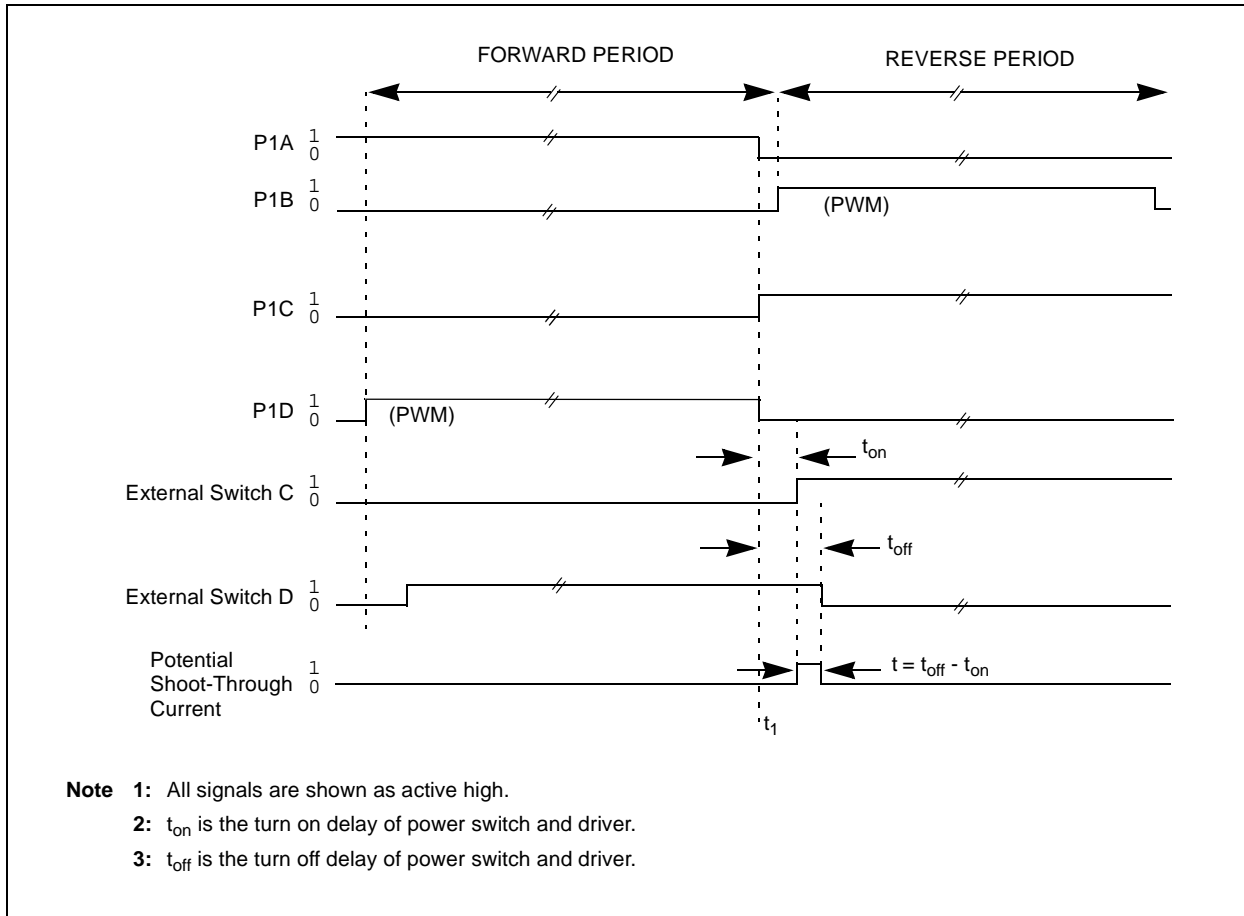 FORWARD PERIOD
REVERSE PERIOD
P1A 1
0
P1B 1
0
(PWM)
P1C 1
0
P1D 1
0
(PWM)
ton
External Switch C 1
0
toff
External Switch D 1
0
Potential
Shoot-Through
Current
1
0
t = toff - ton
t1
Note 1: All signals are shown as active high.
2: ton is the turn on delay of power switch and driver.
3: toff is the turn off delay of power switch and driver.